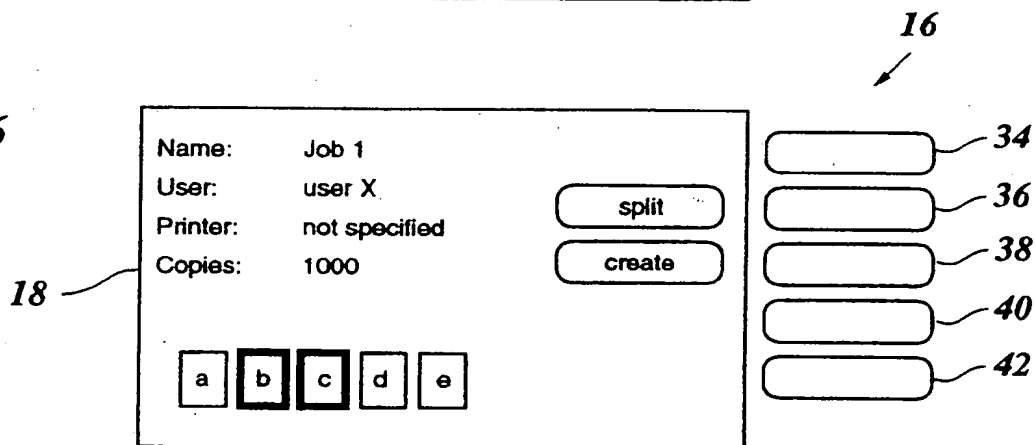 16
6
Name: Job 1
34
User: user X
split
36
Printer: not specified
create
38
Copies: 1000
18
40
a b c d e
42